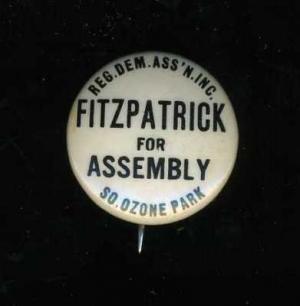 REG. DEM. ASS'N. INC.
FITZPATRICK
FOR
ASSEMBLY
SO. OZONE PARK